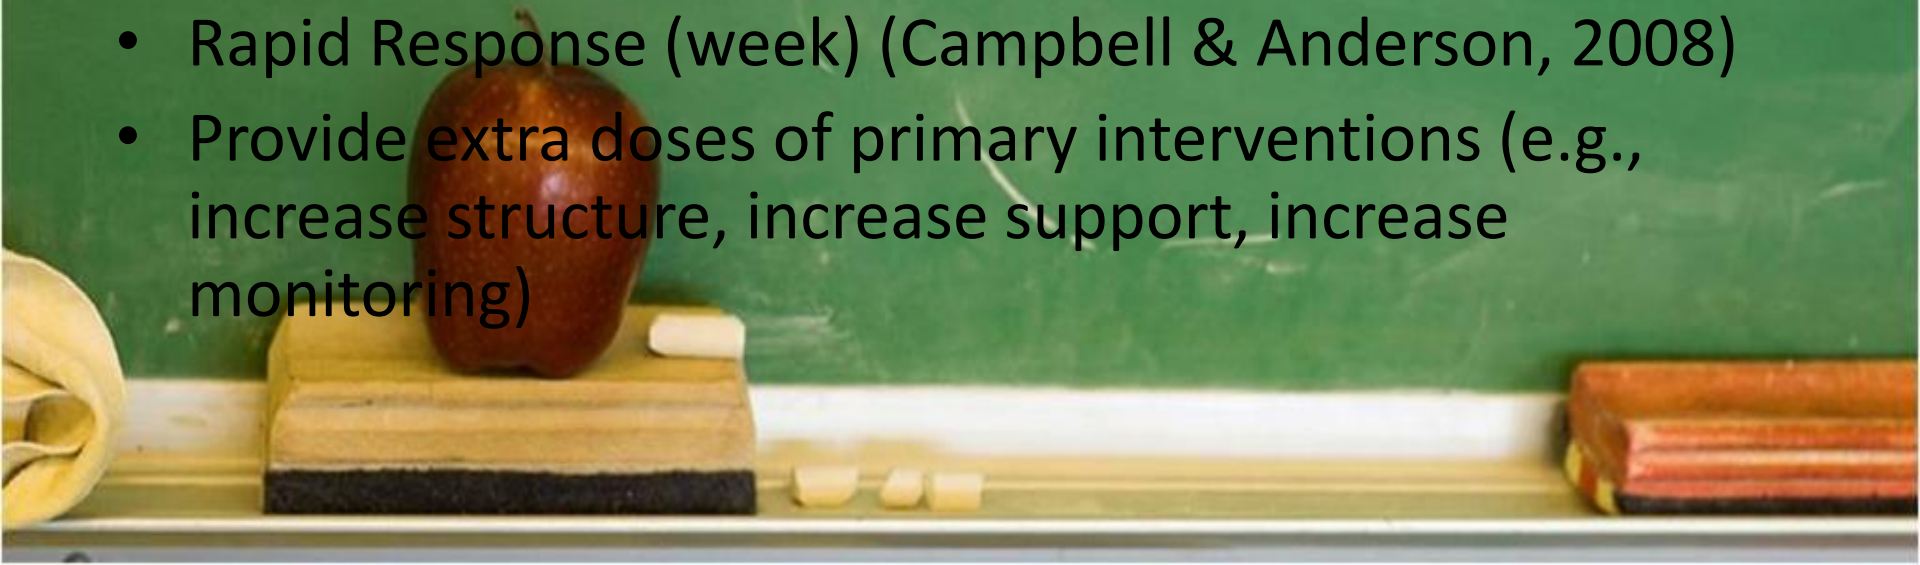 • Rapid Response (week) (Campbell & Anderson, 2008)
• Provide extra doses of primary interventions (e.g.,
increase structure, increase support, increase
monitoring)